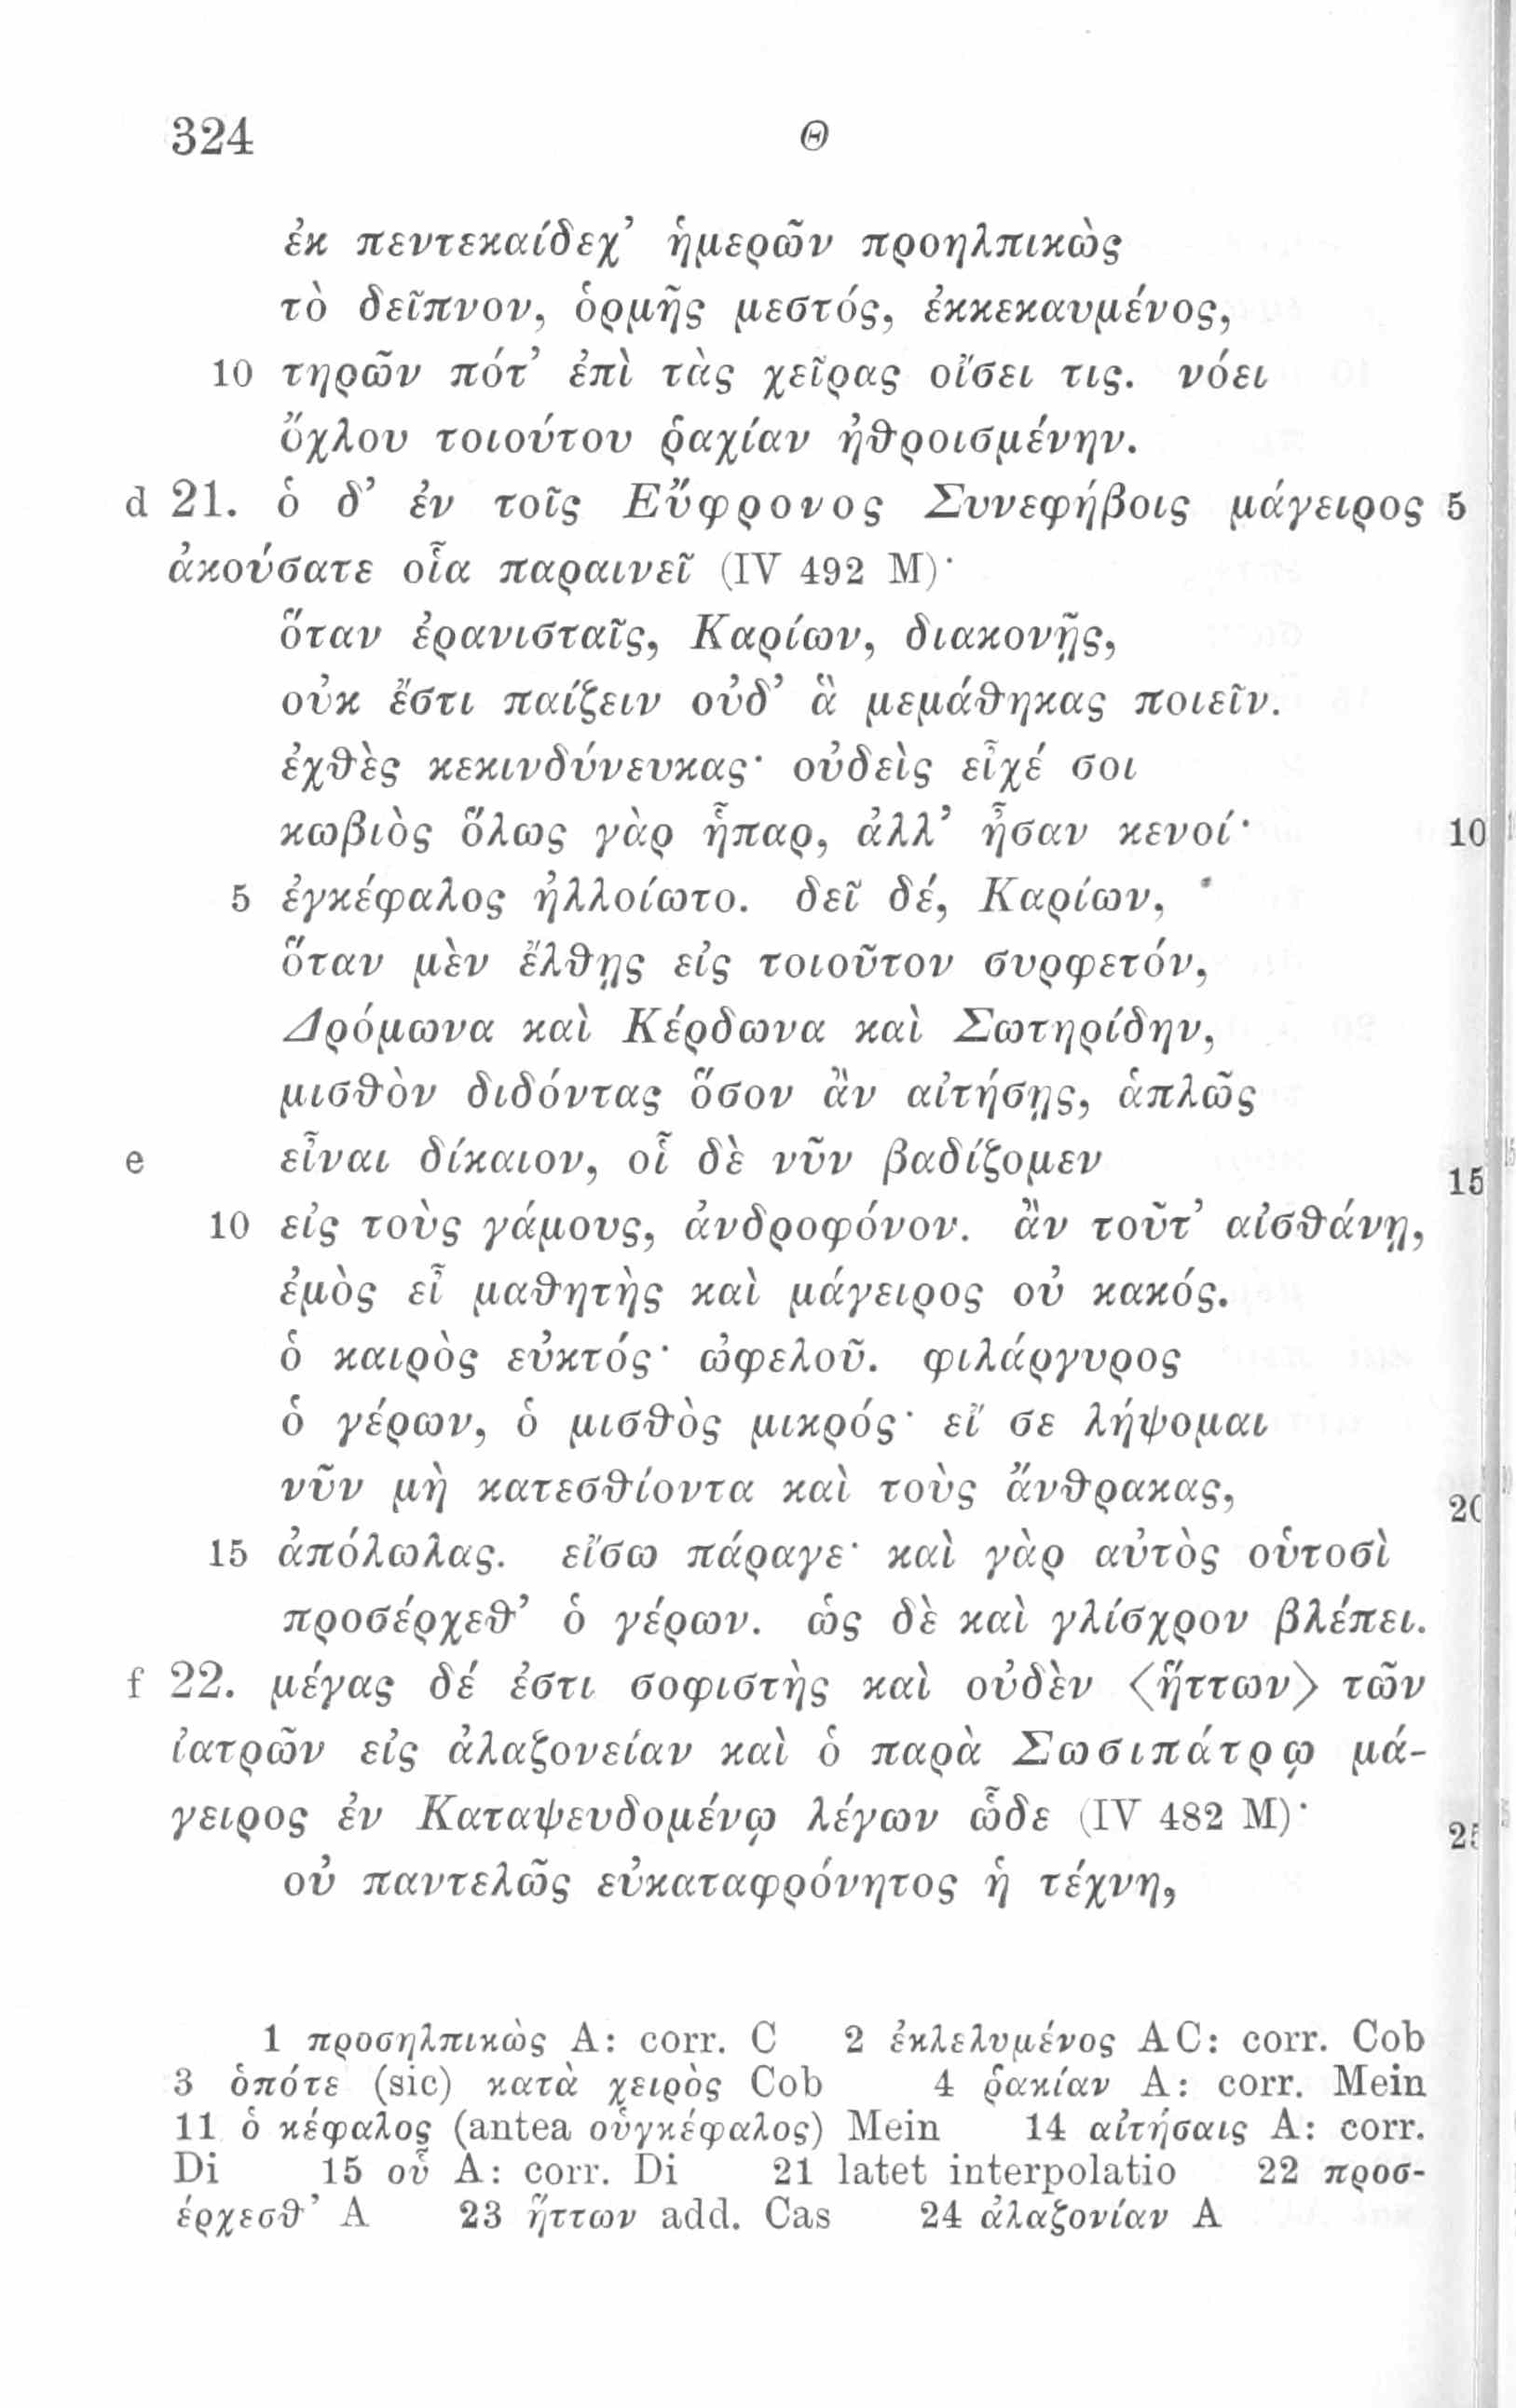 324 Θ
ἐκ πεντεκαίδεχ’ ἡμερῶν προηλπικὼς
τὸ δεῖπνον, ὁρμῆς μεστός, ἐκκεκαυμένος,
10 τηρῶν πότ’ ἐπὶ τὰς χεῖρας οἴσει τις. νόει
ὄχλου τοιούτου ῥαχίαν ἠθροισμένην.
d 21. ὁ δ’ ἐν τοῖς Εὔφρονος Συνεφήβοις μάγειρος 5
ἀκούσατε οἷα παραινεῖ (IV 492 M)·
ὅταν ἐρανισταῖς, Καρίων, διακονῇς,
οὐκ ἔστι παίζειν οὐδ’ ἃ μεμάθηκας ποιεῖν.
ἐχθὲς κεκινδύνευκας· οὐδεὶς εἶχέ σοι
κωβιὸς ὅλως γὰρ ἧπαρ, ἀλλ’ ἦσαν κενοί· 10
5 ἐγκέφαλος ἠλλοίωτο. δεῖ δέ, Καρίων,
ὅταν μὲν ἔλθῃς εἰς τοιοῦτον συρφετόν,
Δρόμωνα καὶ Κέρδωνα καὶ Σωτηρίδην,
μισθὸν διδόντας ὅσον ἂν αἰτήσῃς, ἁπλῶς
e εἶναι δίκαιον, οἷ δὲ νῦν βαδίζομεν 15
10 εἰς τοὺς γάμους, ἀνδροφόνον. ἂν τοῦτ’ αἰσθάνῃ,
ἐμὸς εἶ μαθητὴς καὶ μάγειρος οὐ κακός.
ὁ καιρὸς εὐκτός· ὠφελοῦ. φιλάργυρος
ὁ γέρων, ὁ μισθὸς μικρός· εἴ σε λήψομαι
νῦν μὴ κατεσθίοντα καὶ τοὺς ἄνθρακας, 20
15 ἀπόλωλας. εἴσω πάραγε· καὶ γὰρ αὐτὸς οὑτοσὶ
προσέρχεθ’ ὁ γέρων. ὡς δὲ καὶ γλίσχρον βλέπει.
f 22. μέγας δέ ἐστι σοφιστὴς καὶ οὐδὲν ⟨ἥττων⟩ τῶν
ἰατρῶν εἰς ἀλαζονείαν καὶ ὁ παρὰ Σωσιπάτρῳ μά-
γειρος ἐν Καταψευδομένῳ λέγων ὧδε (IV 482 M)· 25
οὐ παντελῶς εὐκαταφρόνητος ἡ τέχνη,
1 προσηλπικὼς A: corr. C 2 ἐκλελυμένος AC: corr. Cob
3 ὁπότε (sic) κατὰ χειρὸς Cob 4 ῥακίαν A: corr. Mein
11 ὁ κέφαλος (antea οὑγκέφαλος) Mein 14 αἰτήσαις A: corr.
Di 15 οὗ A: corr. Di 21 latet interpolatio 22 προσ-
έρχεσθ’ A 23 ἥττων add. Cas 24 ἀλαζονίαν A